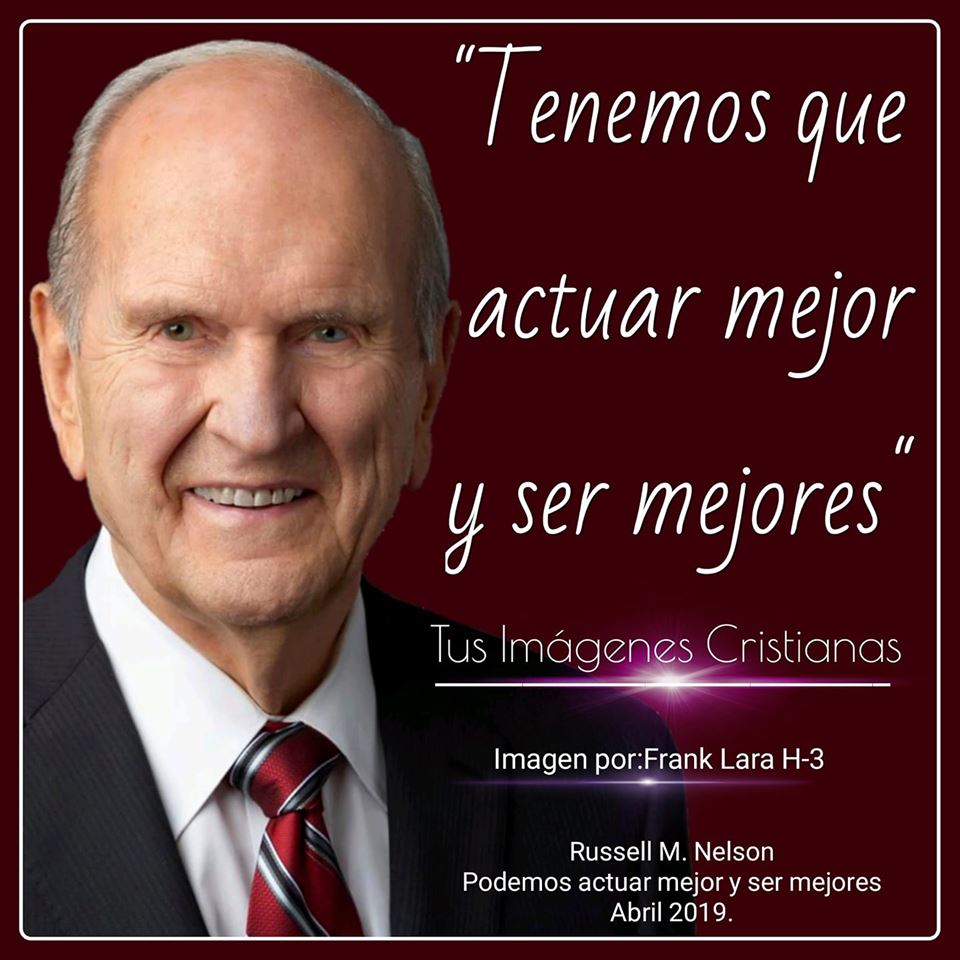 “Tenemos que
actuar mejor
y ser mejores“
Tus Imágenes Cristianas
Imagen por:Frank Lara H-3
Russell M. Nelson
Podemos actuar mejor y ser mejores
Abril 2019.